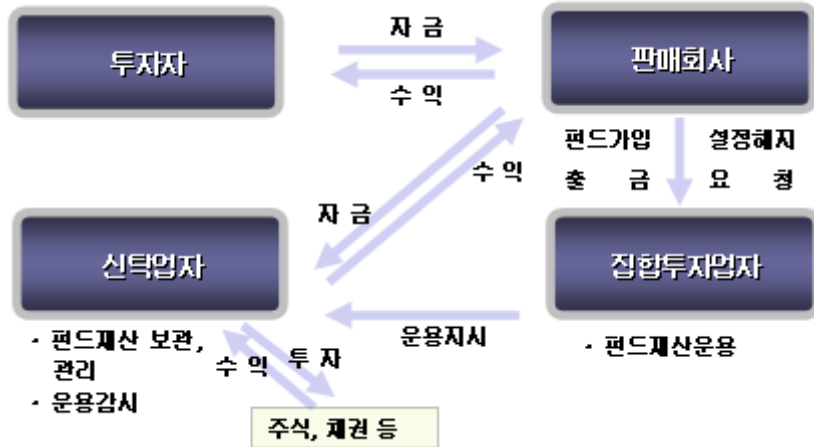 투자자
자 금
수 익
판매회사
펀드가입 설정해지
출 금 요 청
수 익
자 금
신탁업자
집합투자업자
· 펀드재산 보관,
관리
· 운용감시
수 익 투 자
운용지시
· 펀드재산운용
주식, 채권 등